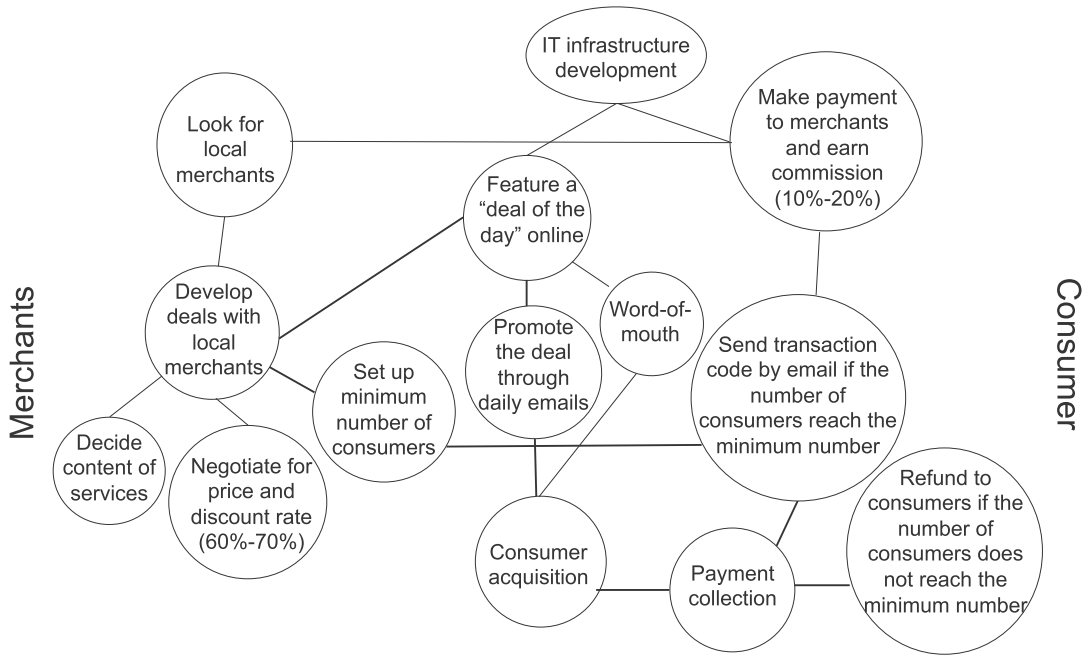 IT infrastructure
development
Look for
local
merchants
Make payment
to merchants
and earn
commission
(10%-20%)
Feature a
“deal of the
day” online
Merchants
Develop
deals with
local
merchants
Word-of-
mouth
Consumer
Promote
the deal
through
daily emails
Set up
minimum
number of
consumers
Send transaction
code by email if the
number of
consumers reach the
minimum number
Decide
content of
services
Negotiate for
price and
discount rate
(60%-70%)
Consumer
acquisition
Payment
collection
Refund to
consumers if the
number of
consumers does
not reach the
minimum number